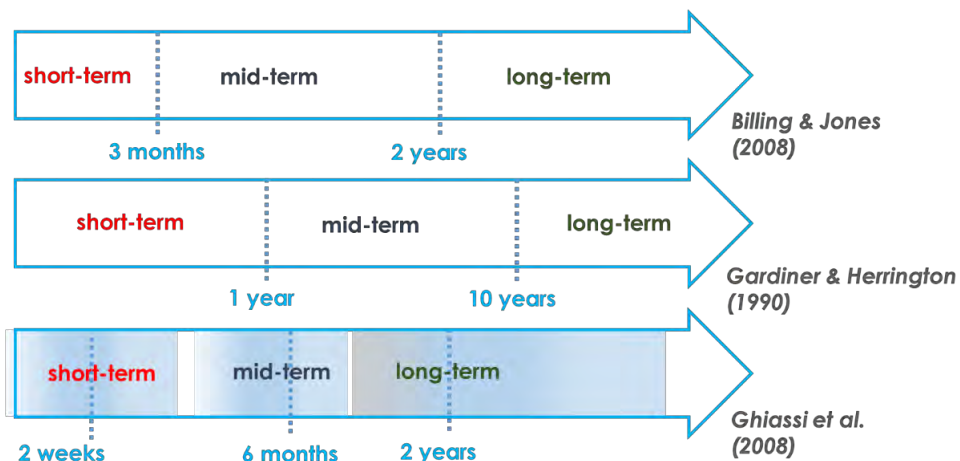 short-term mid-term long-term
Billing & Jones
(2008)
3 months 2 years
short-term mid-term long-term
Gardiner & Herrington
(1990)
1 year 10 years
short-term mid-term long-term
Ghiassi et al.
(2008)
2 weeks 6 months 2 years